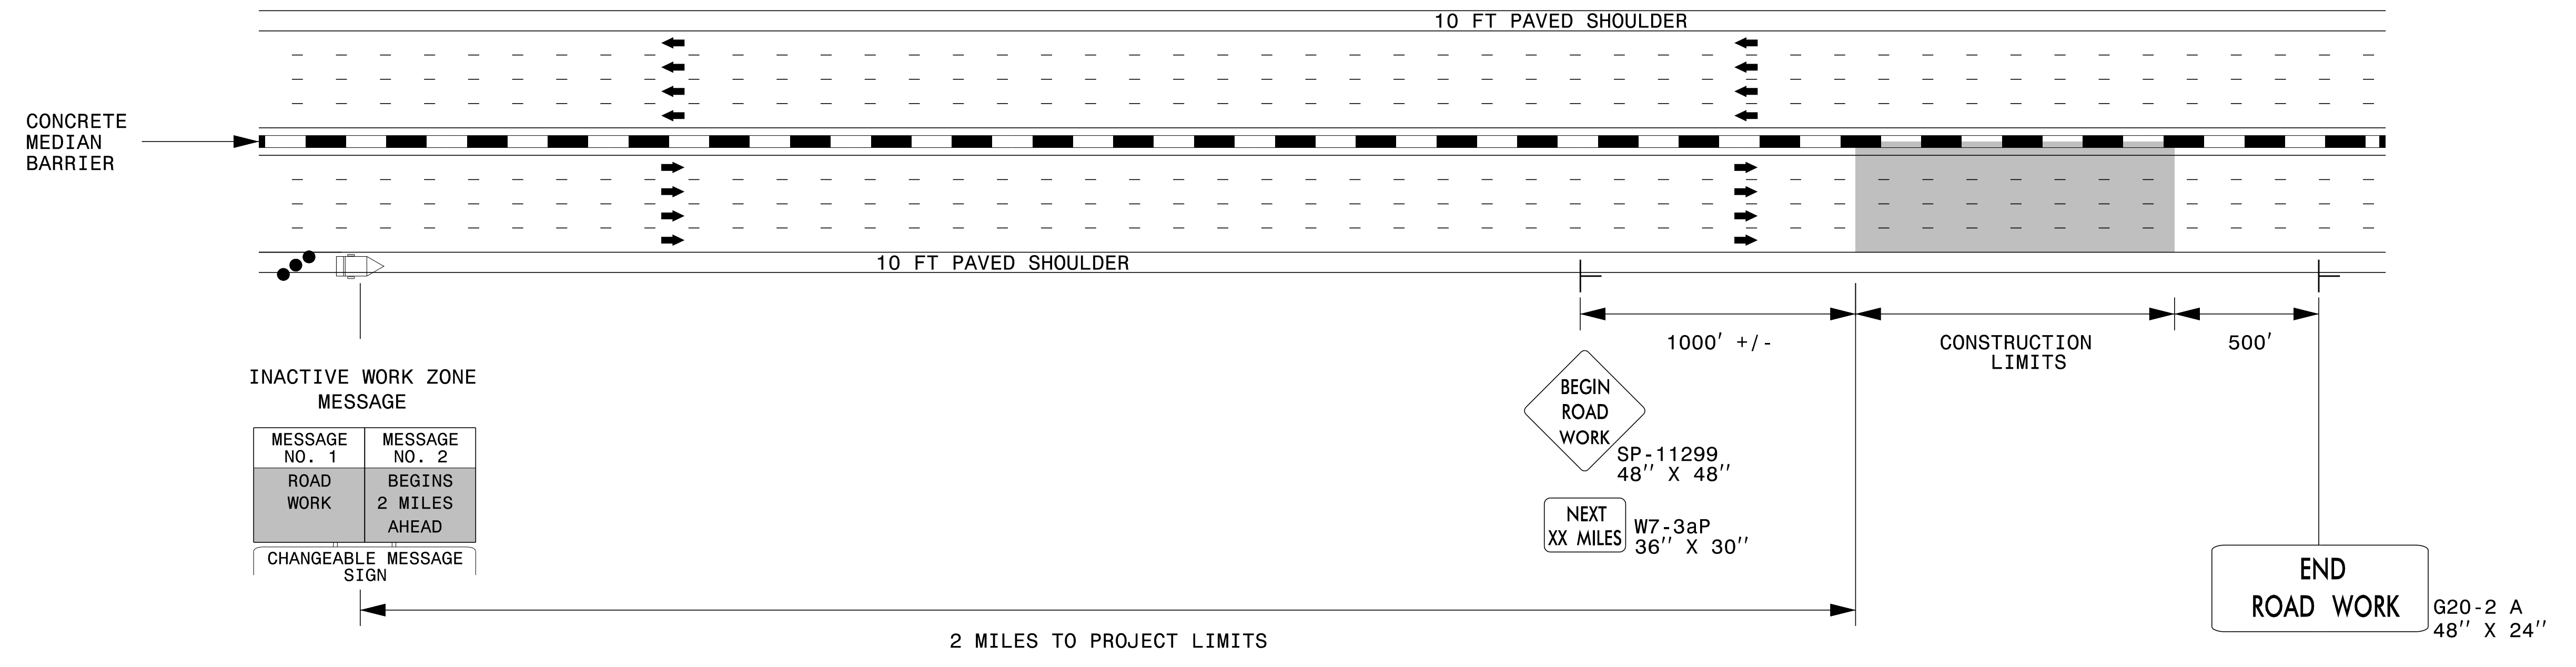 10 FT PAVED SHOULDER
CONCRETE
MEDIAN
BARRIER
10 FT PAVED SHOULDER
1000' +/-
CONSTRUCTION
LIMITS
500'
INACTIVE WORK ZONE
MESSAGE
MESSAGE
NO. 1
MESSAGE
NO. 2
ROAD
WORK
BEGINS
2 MILES
AHEAD
CHANGEABLE MESSAGE
SIGN
BEGIN
ROAD
WORK
SP-11299
48'' X 48''
NEXT
XX MILES
W7-3aP
36'' X 30''
END
ROAD WORK
G20-2 A
48'' X 24''
2 MILES TO PROJECT LIMITS